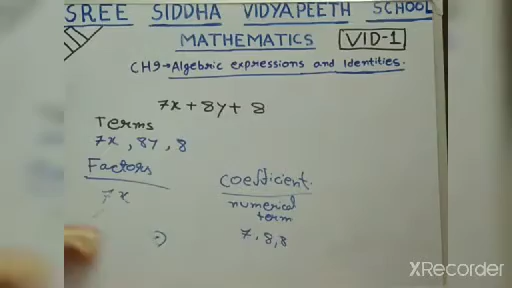 SREE SIDDHA VIDYAPEETH SCHOOL
MATHEMATICS VID-1
CH9→Algebric expressions and Identities.
7x + 8y + 8
Terms
7x, 8y, 8
Factors
Coefficient.
numerical
term
7x
7, 8, 8
XRecorder